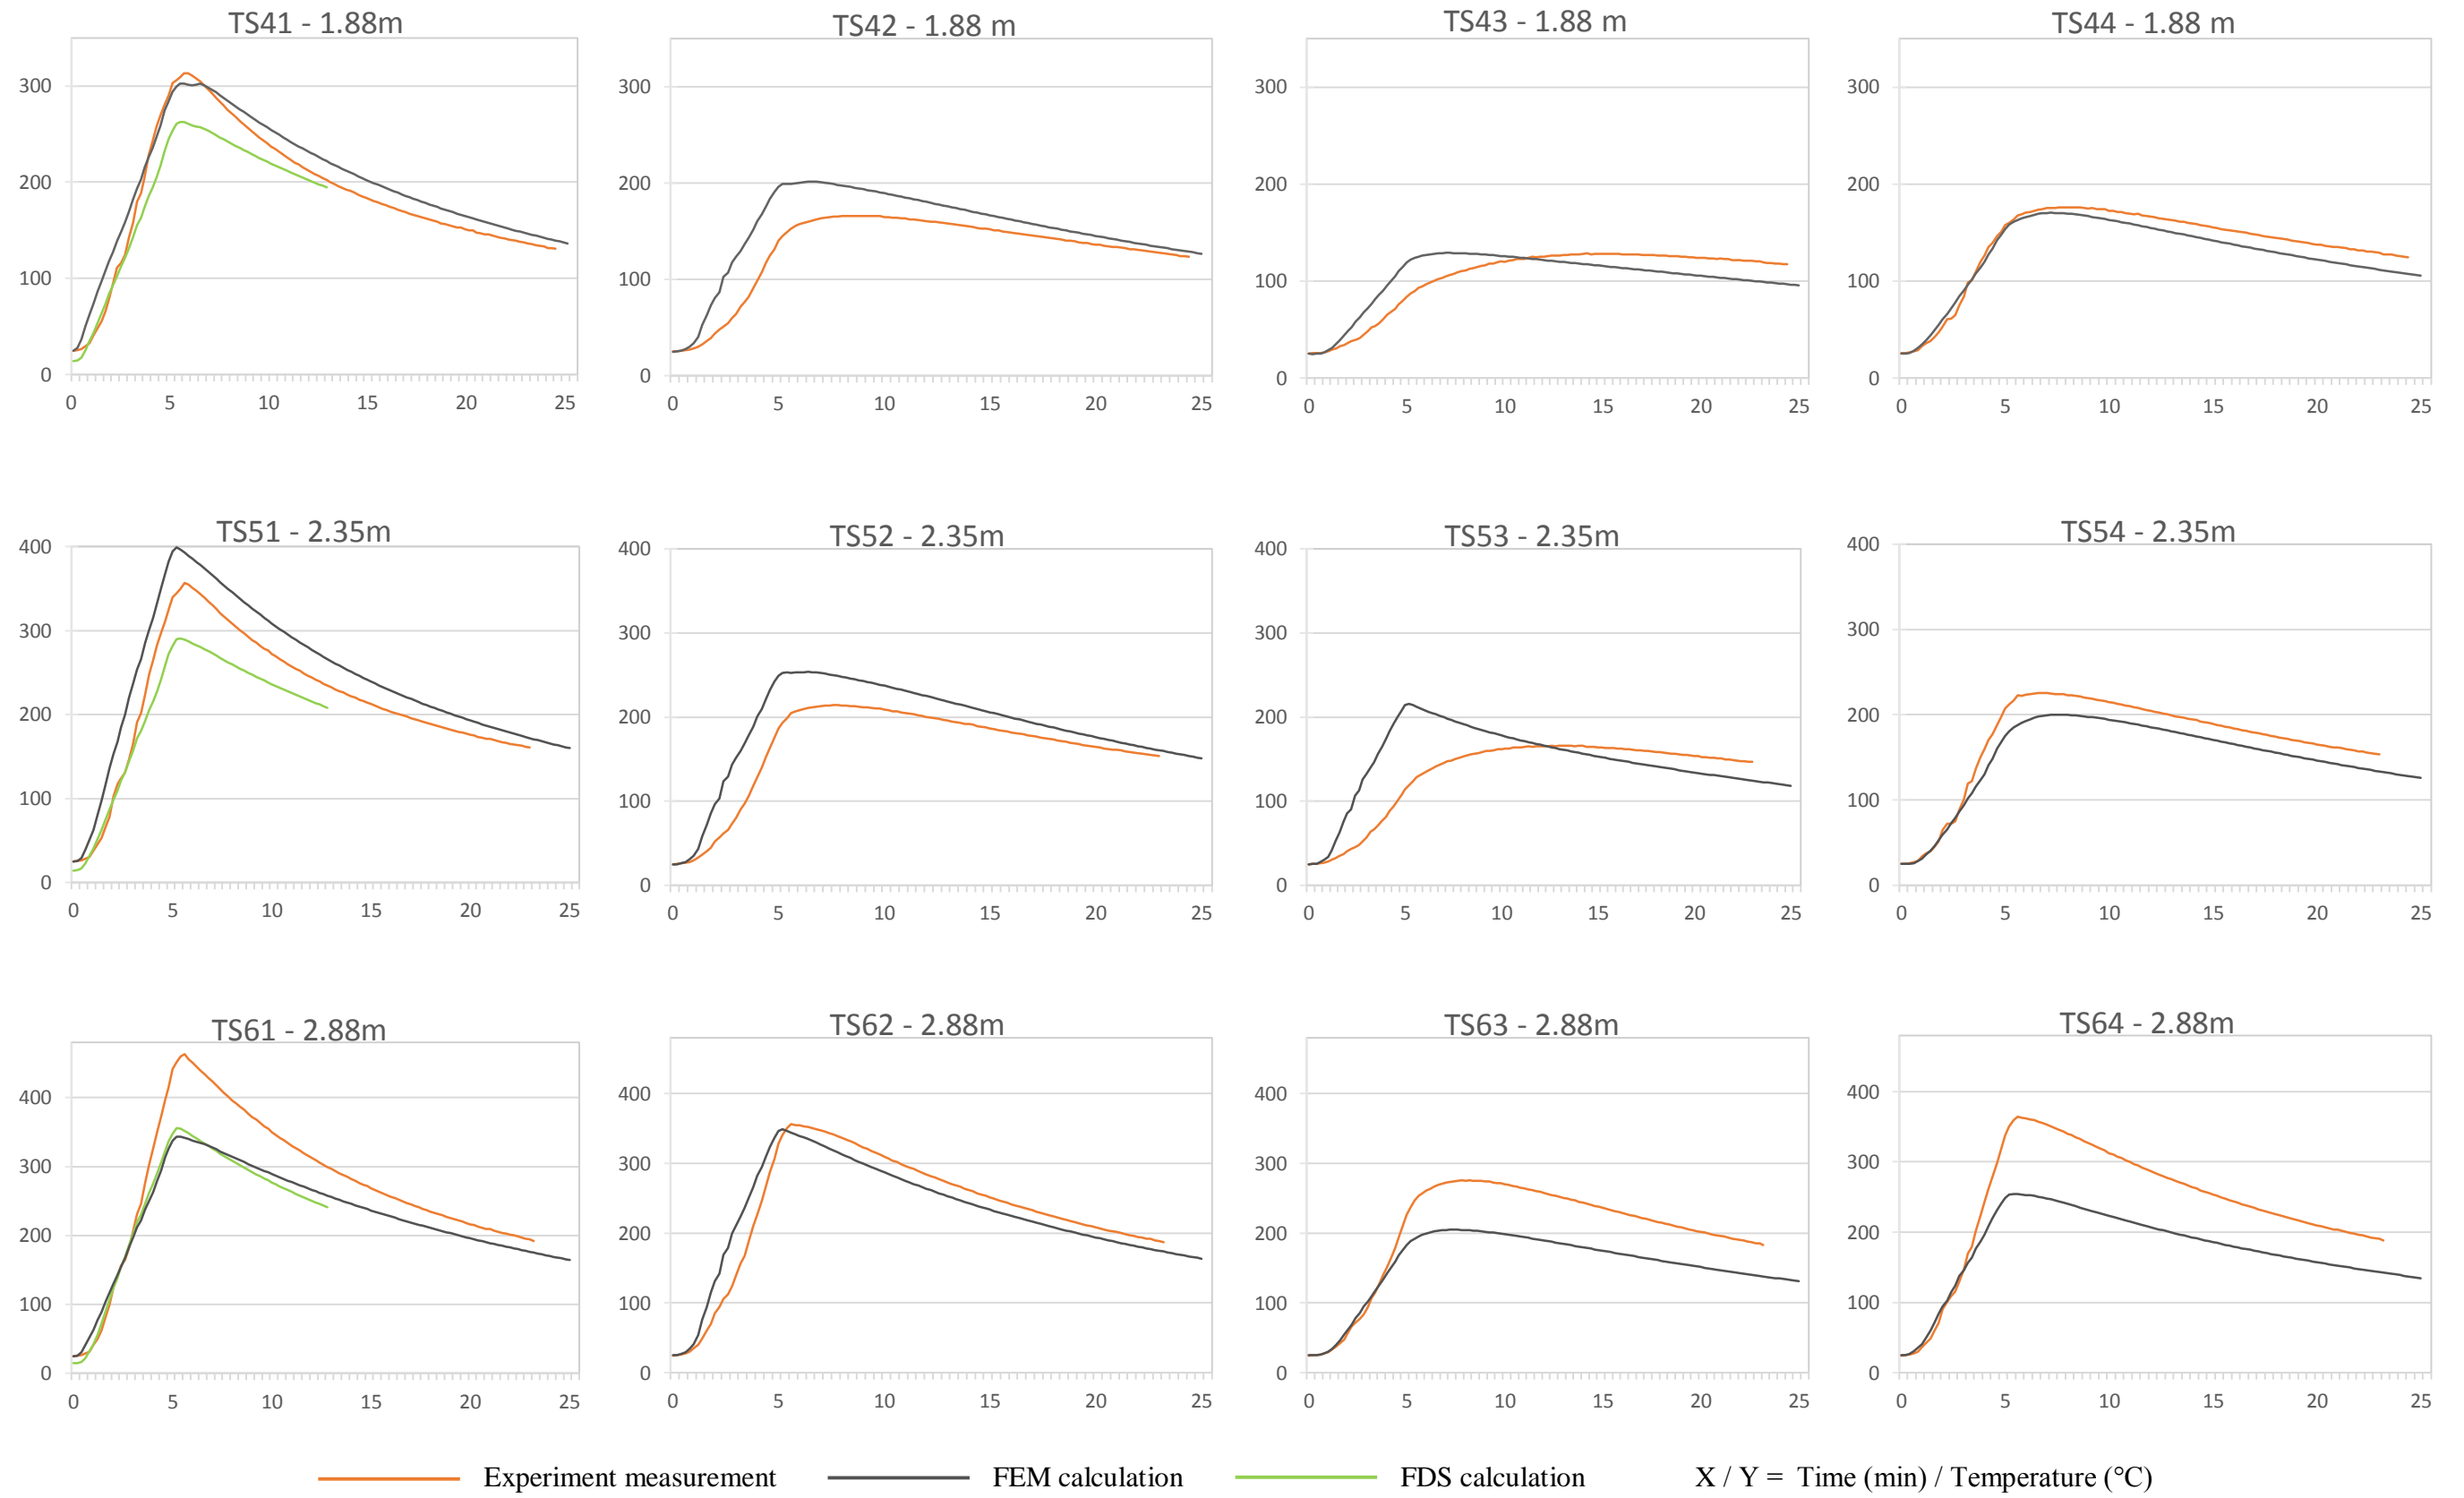 TS41 - 1.88m
TS42 - 1.88 m
TS43 - 1.88 m
TS44 - 1.88 m
300
200
100
0
0 5 10 15 20 25
300
200
100
0
0 5 10 15 20 25
300
200
100
0
0 5 10 15 20 25
300
200
100
0
0 5 10 15 20 25
TS51 - 2.35m
TS52 - 2.35m
TS53 - 2.35m
TS54 - 2.35m
400
300
200
100
0
0 5 10 15 20 25
400
300
200
100
0
0 5 10 15 20 25
400
300
200
100
0
0 5 10 15 20 25
400
300
200
100
0
0 5 10 15 20 25
TS61 - 2.88m
TS62 - 2.88m
TS63 - 2.88m
TS64 - 2.88m
400
300
200
100
0
0 5 10 15 20 25
400
300
200
100
0
0 5 10 15 20 25
400
300
200
100
0
0 5 10 15 20 25
400
300
200
100
0
0 5 10 15 20 25
Experiment measurement FEM calculation FDS calculation X / Y = Time (min) / Temperature (°C)